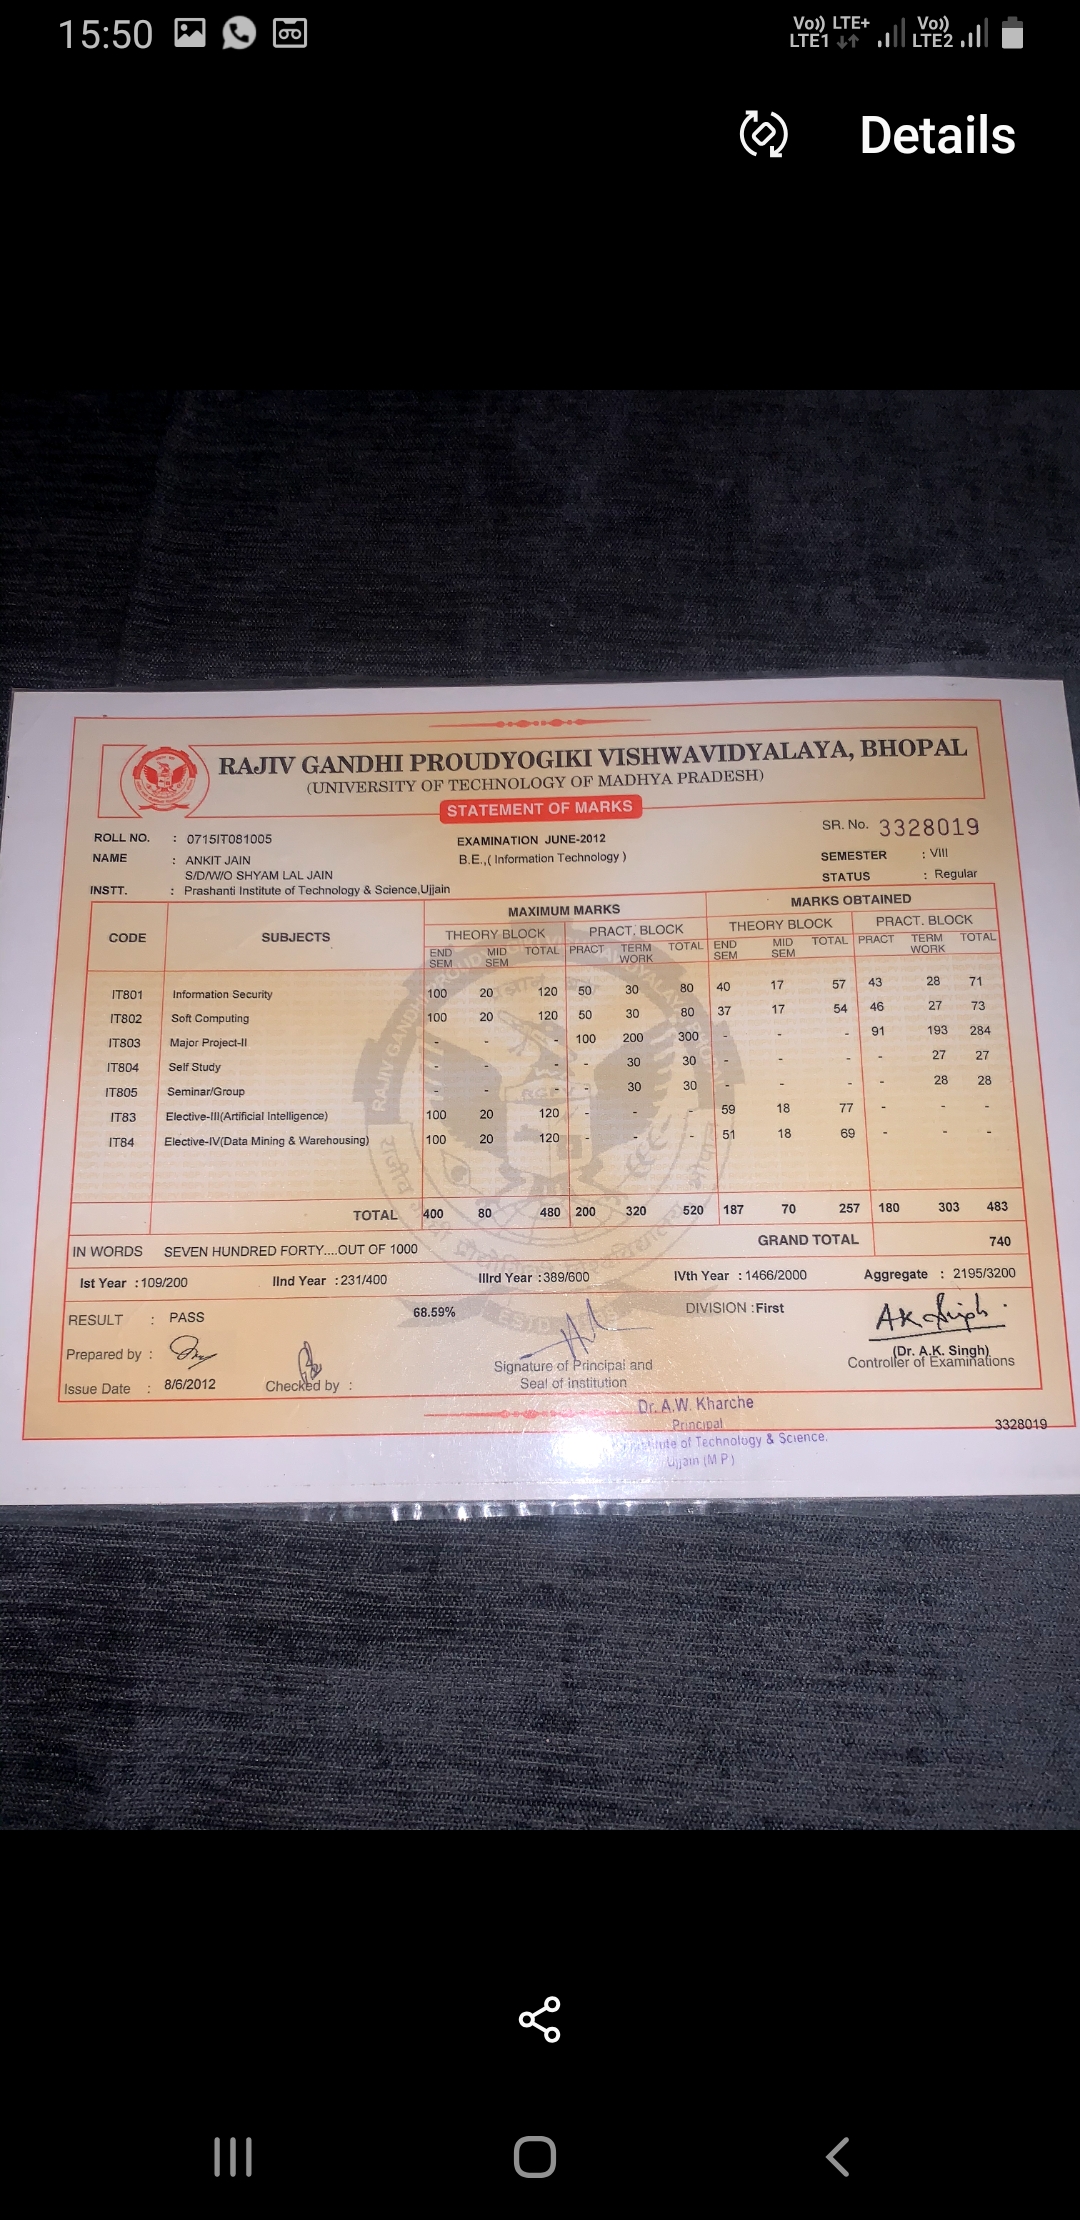 15:50 Vo)) LTE+ LTE1 Vo)) LTE2
Details
RAJIV GANDHI PROUDYOGIKI VISHWAVIDYALAYA, BHOPAL
(UNIVERSITY OF TECHNOLOGY OF MADHYA PRADESH)
STATEMENT OF MARKS
ROLL NO. : 0715IT081005 EXAMINATION JUNE-2012 SR. No. 3328019
NAME : ANKIT JAIN B.E.,( Information Technology ) SEMESTER : VIII
S/D/W/O SHYAM LAL JAIN STATUS : Regular
INSTT. : Prashanti Institute of Technology & Science,Ujjain
CODE SUBJECTS MAXIMUM MARKS MARKS OBTAINED
THEORY BLOCK PRACT. BLOCK THEORY BLOCK PRACT. BLOCK
END SEM MID SEM TOTAL PRACT TERM WORK TOTAL END SEM MID SEM TOTAL PRACT TERM WORK TOTAL
IT801 Information Security 100 20 120 50 30 80 40 17 57 43 28 71
IT802 Soft Computing 100 20 120 50 30 80 37 17 54 46 27 73
IT803 Major Project-II - - - 100 200 300 - - - 91 193 284
IT804 Self Study - - - - 30 30 - - - - 27 27
IT805 Seminar/Group - - - - 30 30 - - - - 28 28
IT83 Elective-III(Artificial Intelligence) 100 20 120 - - - 59 18 77 - - -
IT84 Elective-IV(Data Mining & Warehousing) 100 20 120 - - - 51 18 69 - - -
TOTAL 400 80 480 200 320 520 187 70 257 180 303 483
IN WORDS SEVEN HUNDRED FORTY....OUT OF 1000 GRAND TOTAL 740
Ist Year :109/200 IInd Year :231/400 IIIrd Year :389/600 IVth Year :1466/2000 Aggregate : 2195/3200
RESULT : PASS 68.59% DIVISION :First
A K Singh
Prepared by : (Dr. A.K. Singh)
Signature of Principal and Controller of Examinations
Issue Date : 8/6/2012 Checked by : Seal of institution
Dr. A.W. Kharche
Principal 3328019
Institute of Technology & Science,
Ujjain (M P)